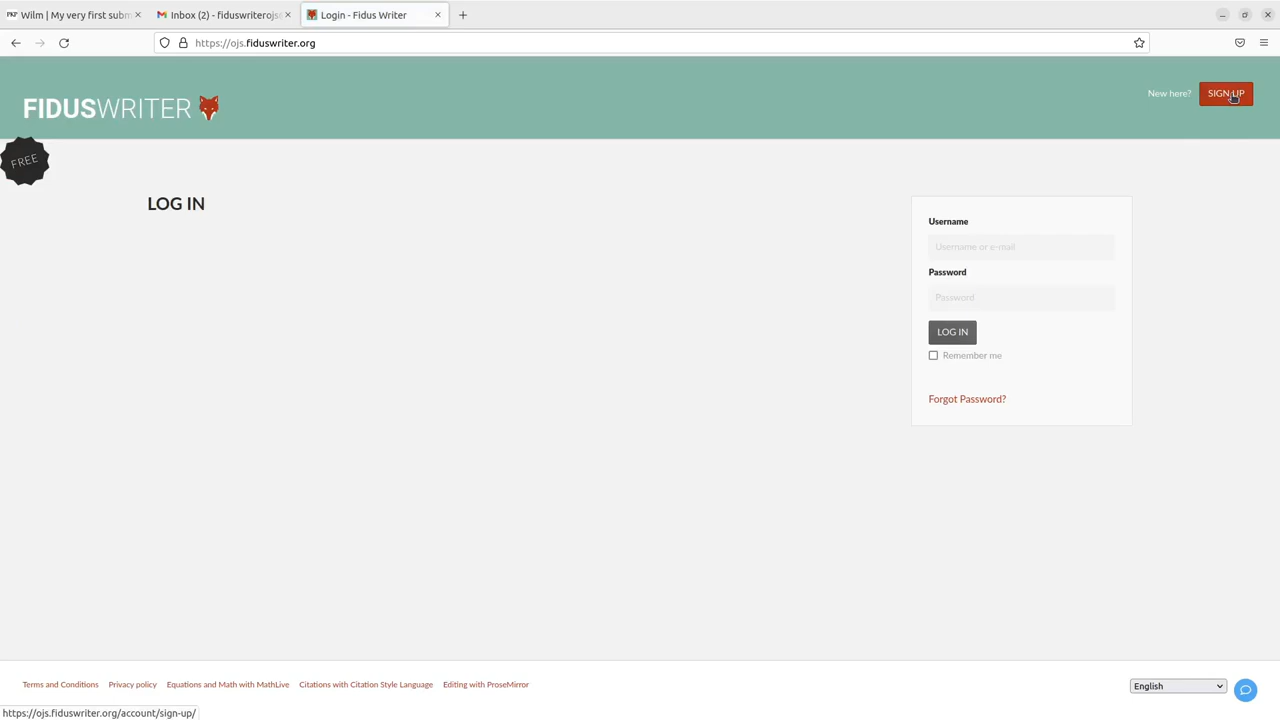 Wilm | My very first subm
Inbox (2) - fiduswriterojs
Login - Fidus Writer
https://ojs.fiduswriter.org
FIDUSWRITER
New here?
SIGN UP
FREE
LOG IN
Username
Username or e-mail
Password
Password
LOG IN
Remember me
Forgot Password?
Terms and Conditions
Privacy policy
Equations and Math with MathLive
Citations with Citation Style Language
Editing with ProseMirror
English
https://ojs.fiduswriter.org/account/sign-up/